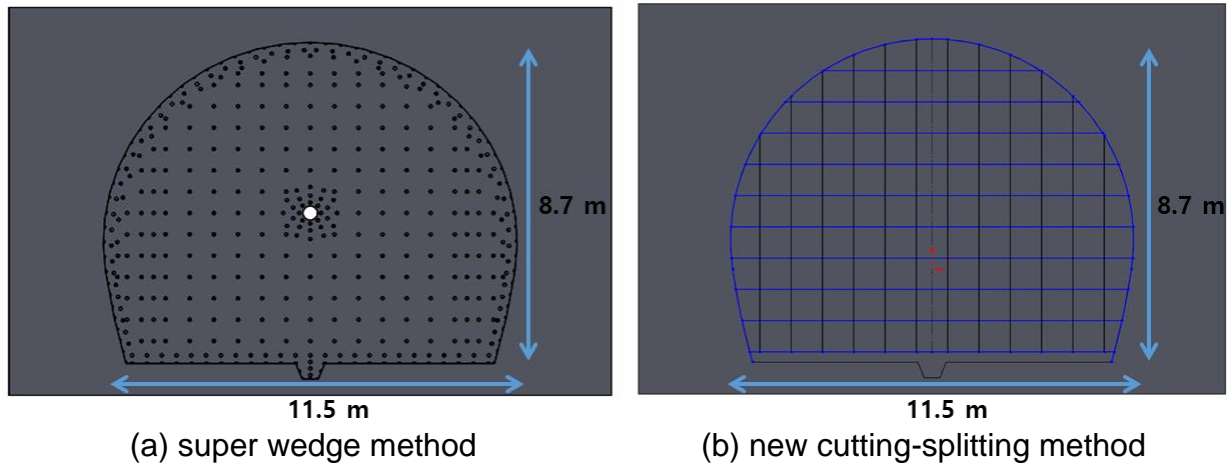 8.7 m
11.5 m
(a) super wedge method
8.7 m
11.5 m
(b) new cutting-splitting method